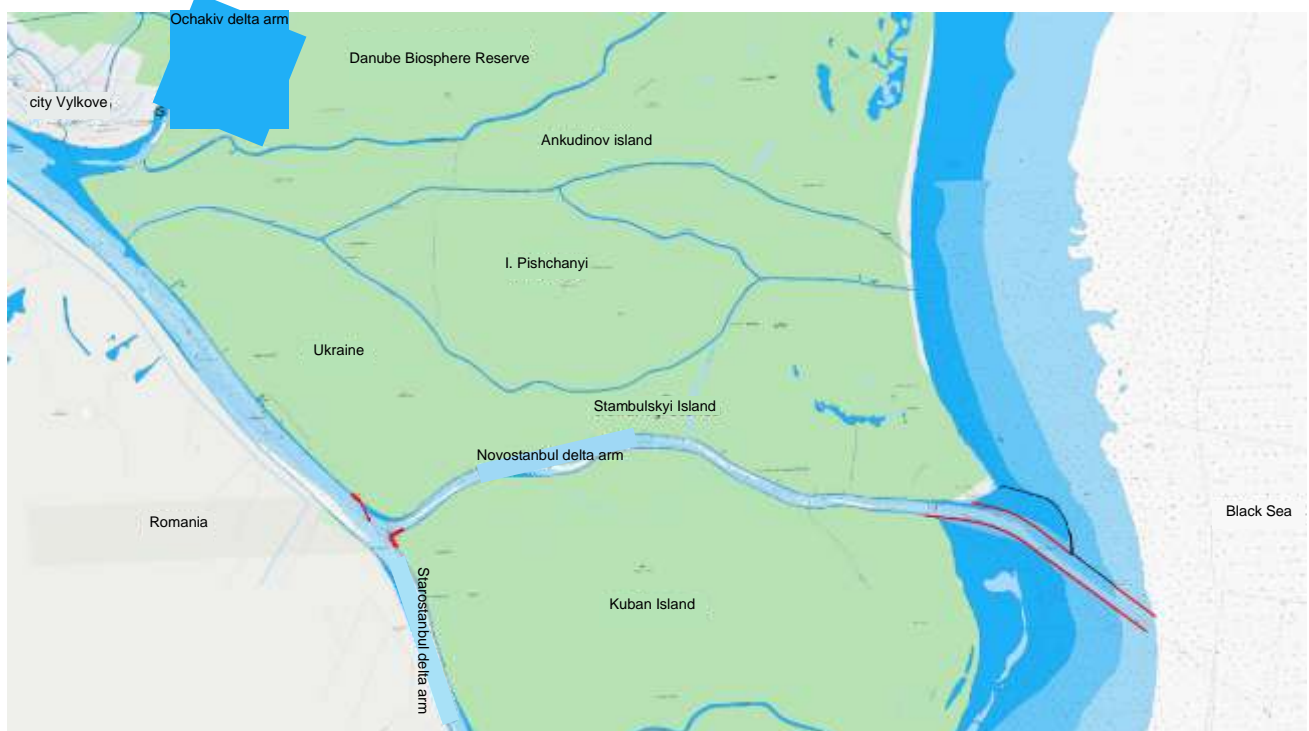 Ochakiv delta arm
Danube Biosphere Reserve
city Vylkove
Ankudinov island
I. Pishchanyi
Ukraine
Stambulskyi Island
Novostanbul delta arm
Romania
Black Sea
Starostanbul delta arm
Kuban Island